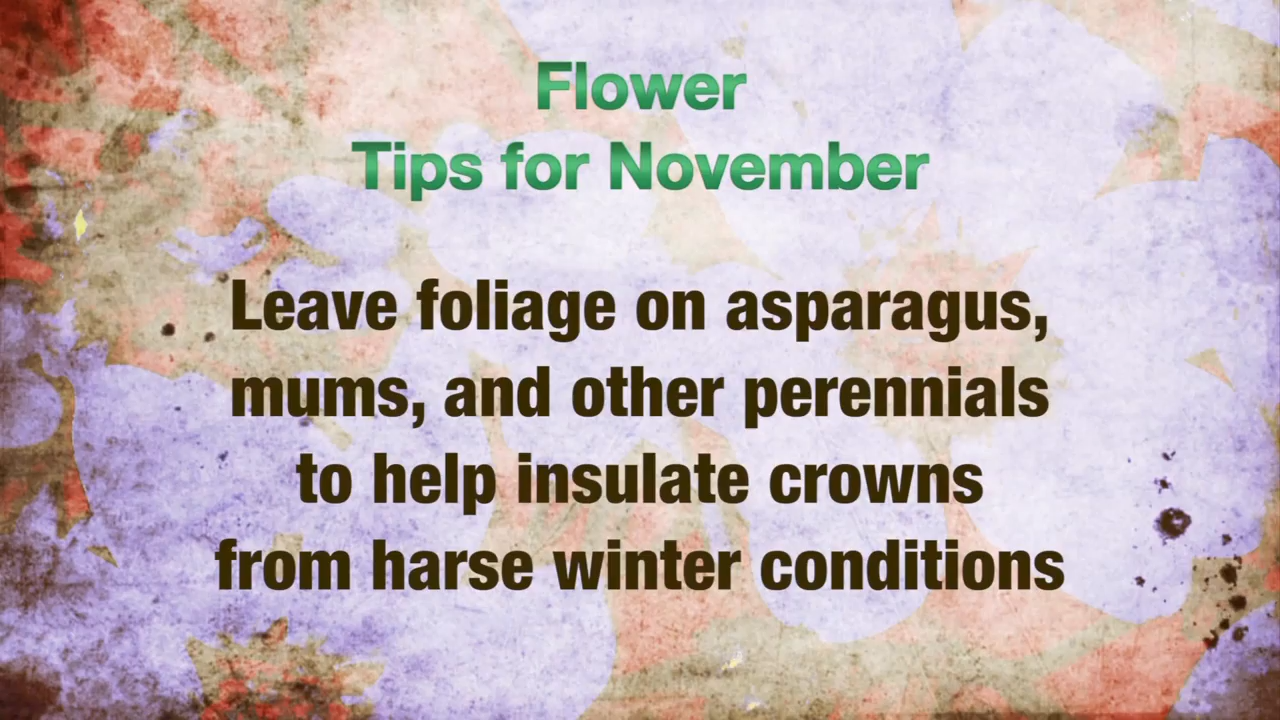 Flower
Tips for November
Leave foliage on asparagus,
mums, and other perennials
to help insulate crowns
from harse winter conditions